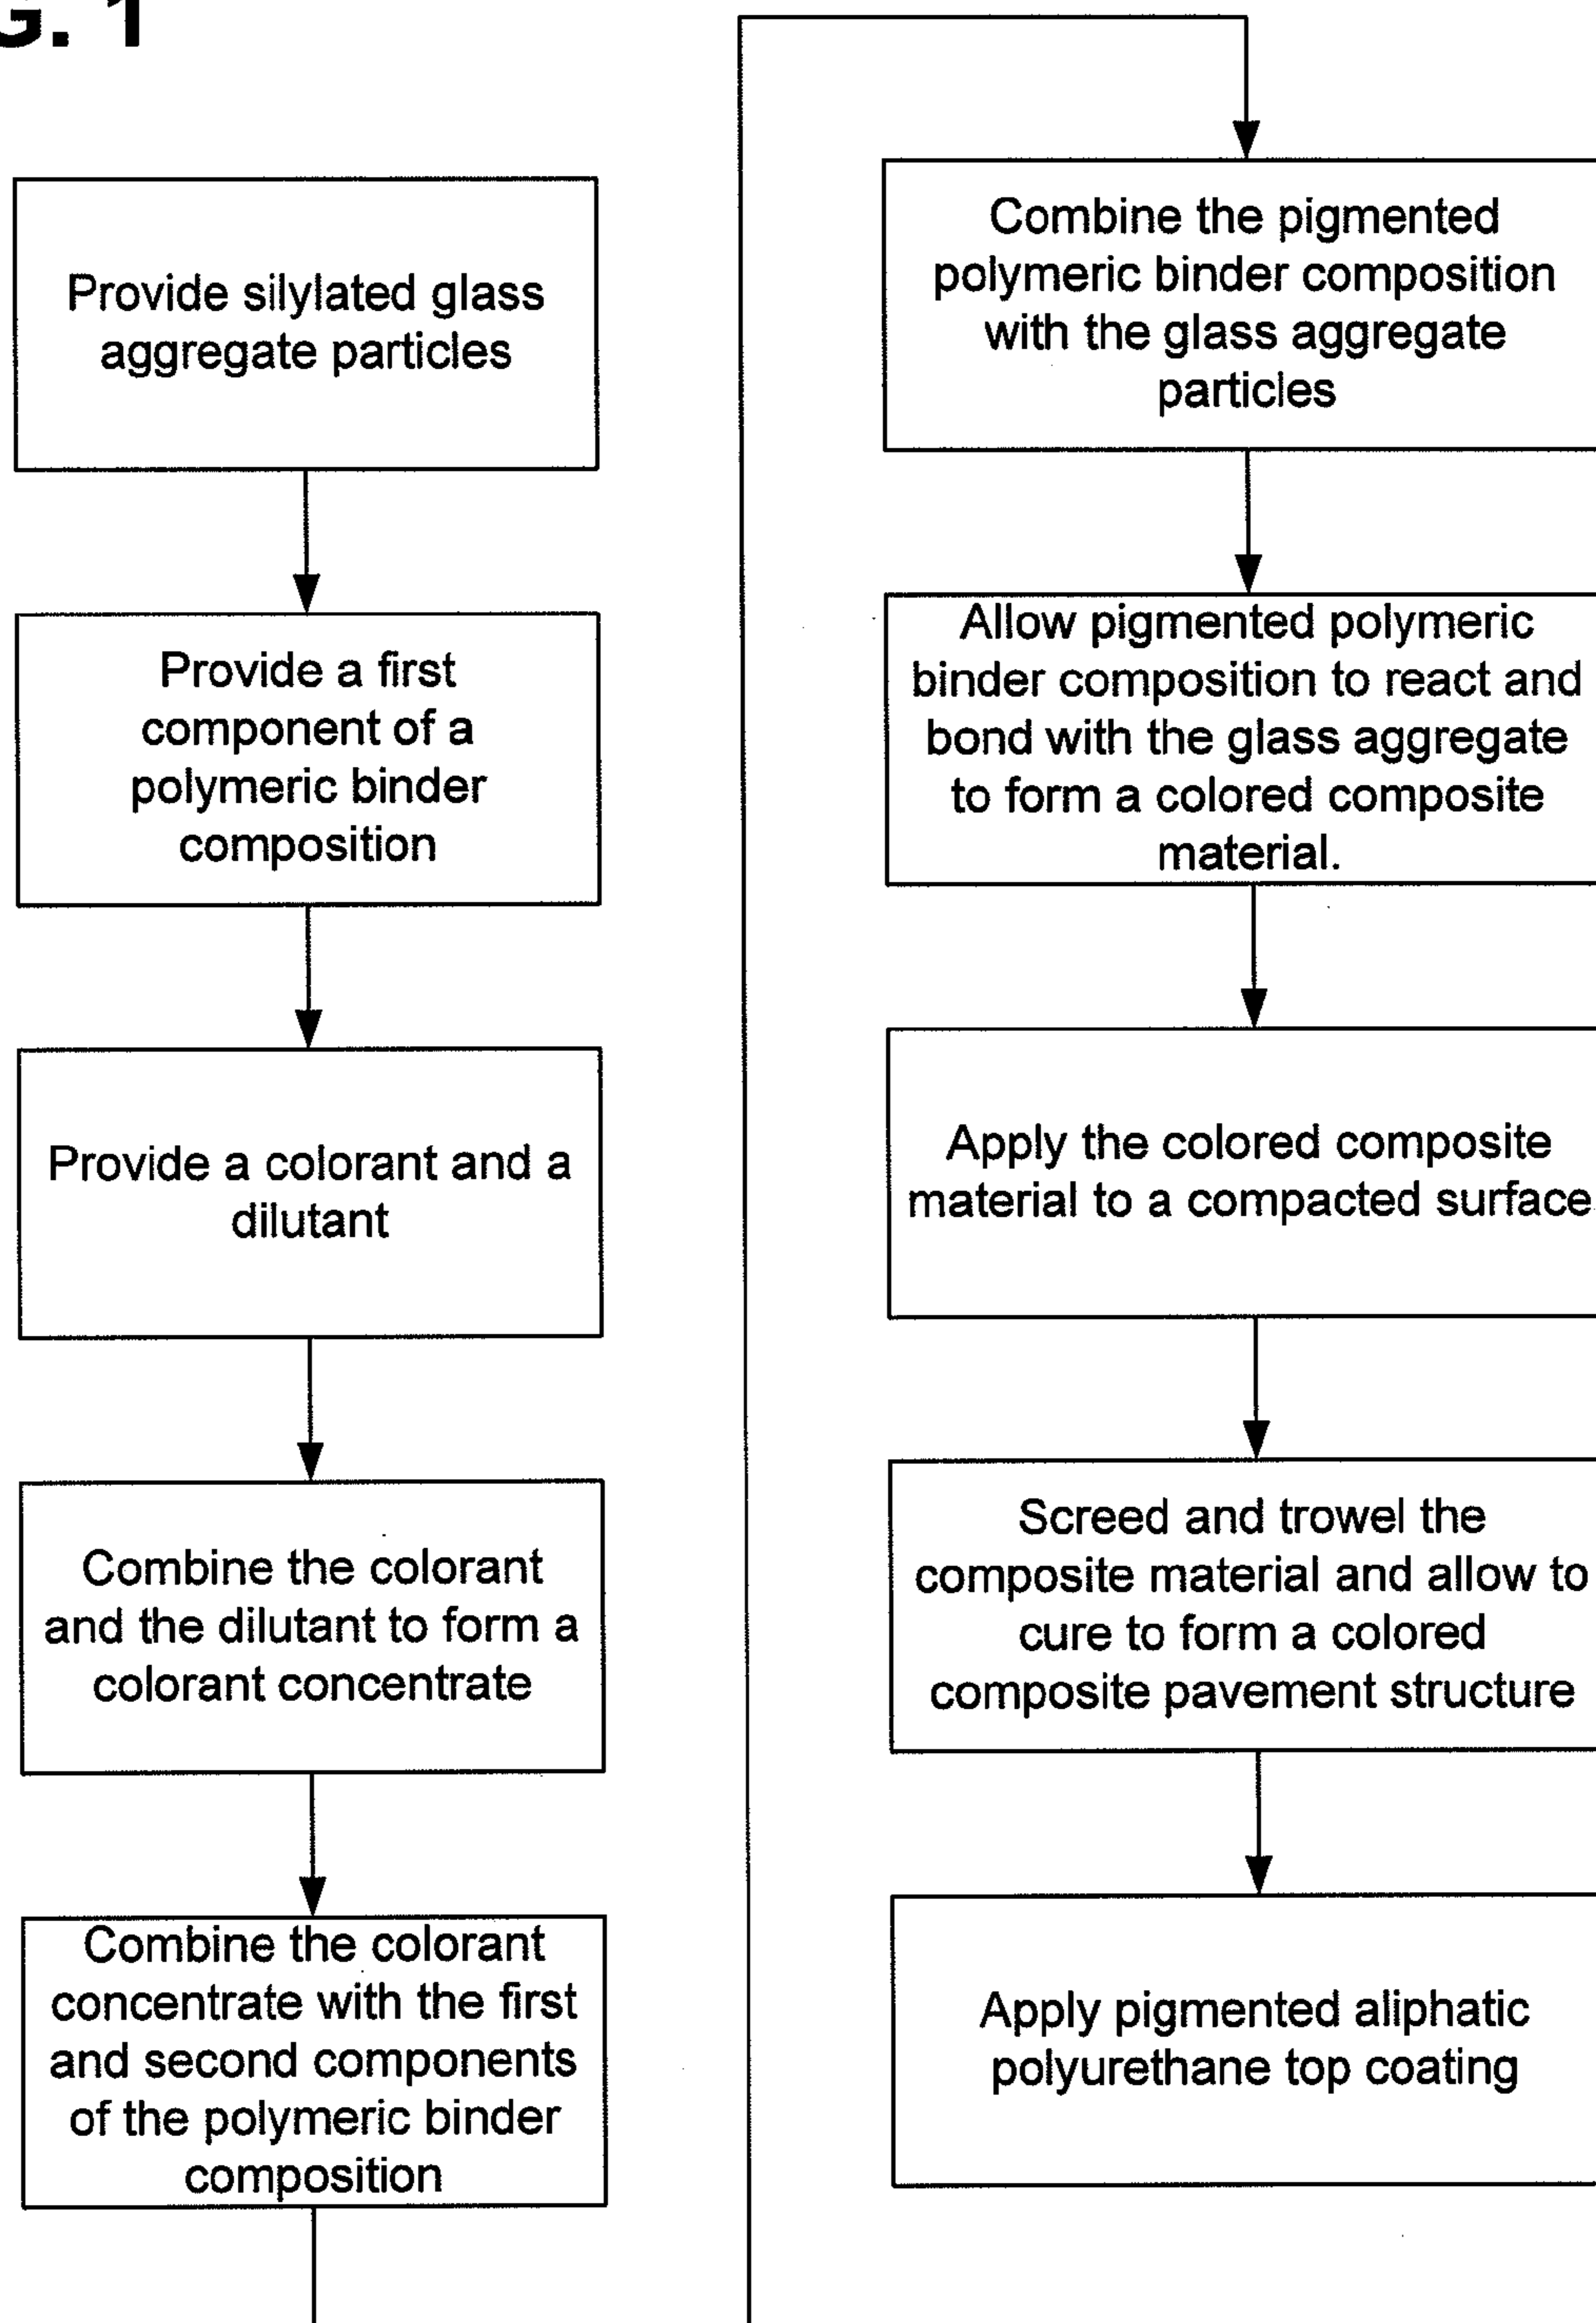 G. 1
Provide silylated glass
aggregate particles
Provide a first
component of a
polymeric binder
composition
Provide a colorant and a
dilutant
Combine the colorant
and the dilutant to form a
colorant concentrate
Combine the colorant
concentrate with the first
and second components
of the polymeric binder
composition
Combine the pigmented
polymeric binder composition
with the glass aggregate
particles
Allow pigmented polymeric
binder composition to react and
bond with the glass aggregate
to form a colored composite
material.
Apply the colored composite
material to a compacted surface
Screed and trowel the
composite material and allow to
cure to form a colored
composite pavement structure
Apply pigmented aliphatic
polyurethane top coating